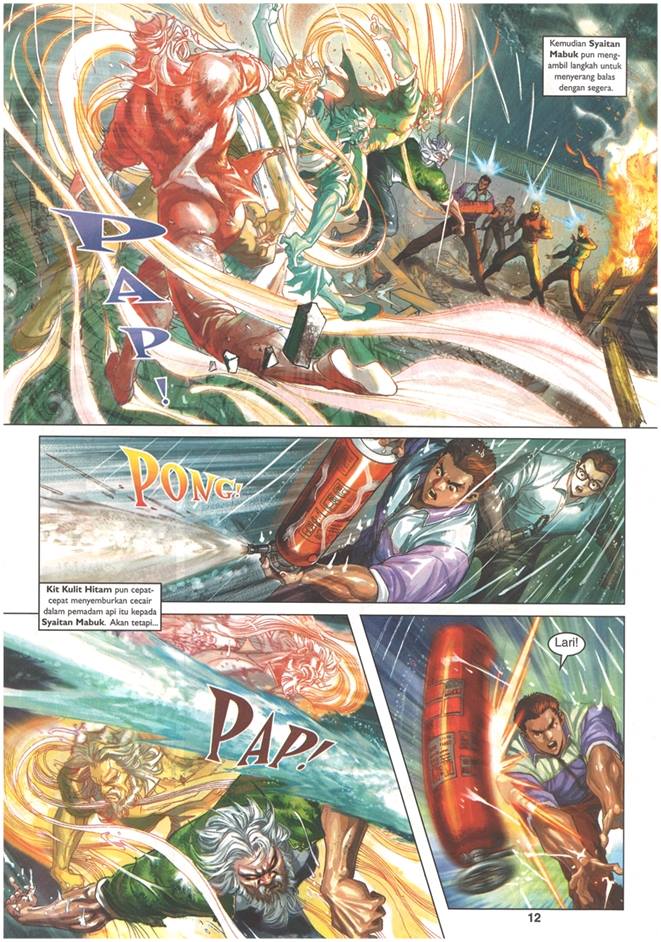 Kemudian Syaitan
Mabuk pun meng-
ambil langkah untuk
menyerang balas
dengan segera.
PAP!
PONG!
Kit Kulit Hitam pun cepat-
cepat menyemburkan cecair
dalam pemadam api itu kepada
Syaitan Mabuk. Akan tetapi...
PAP!
Lari!
12